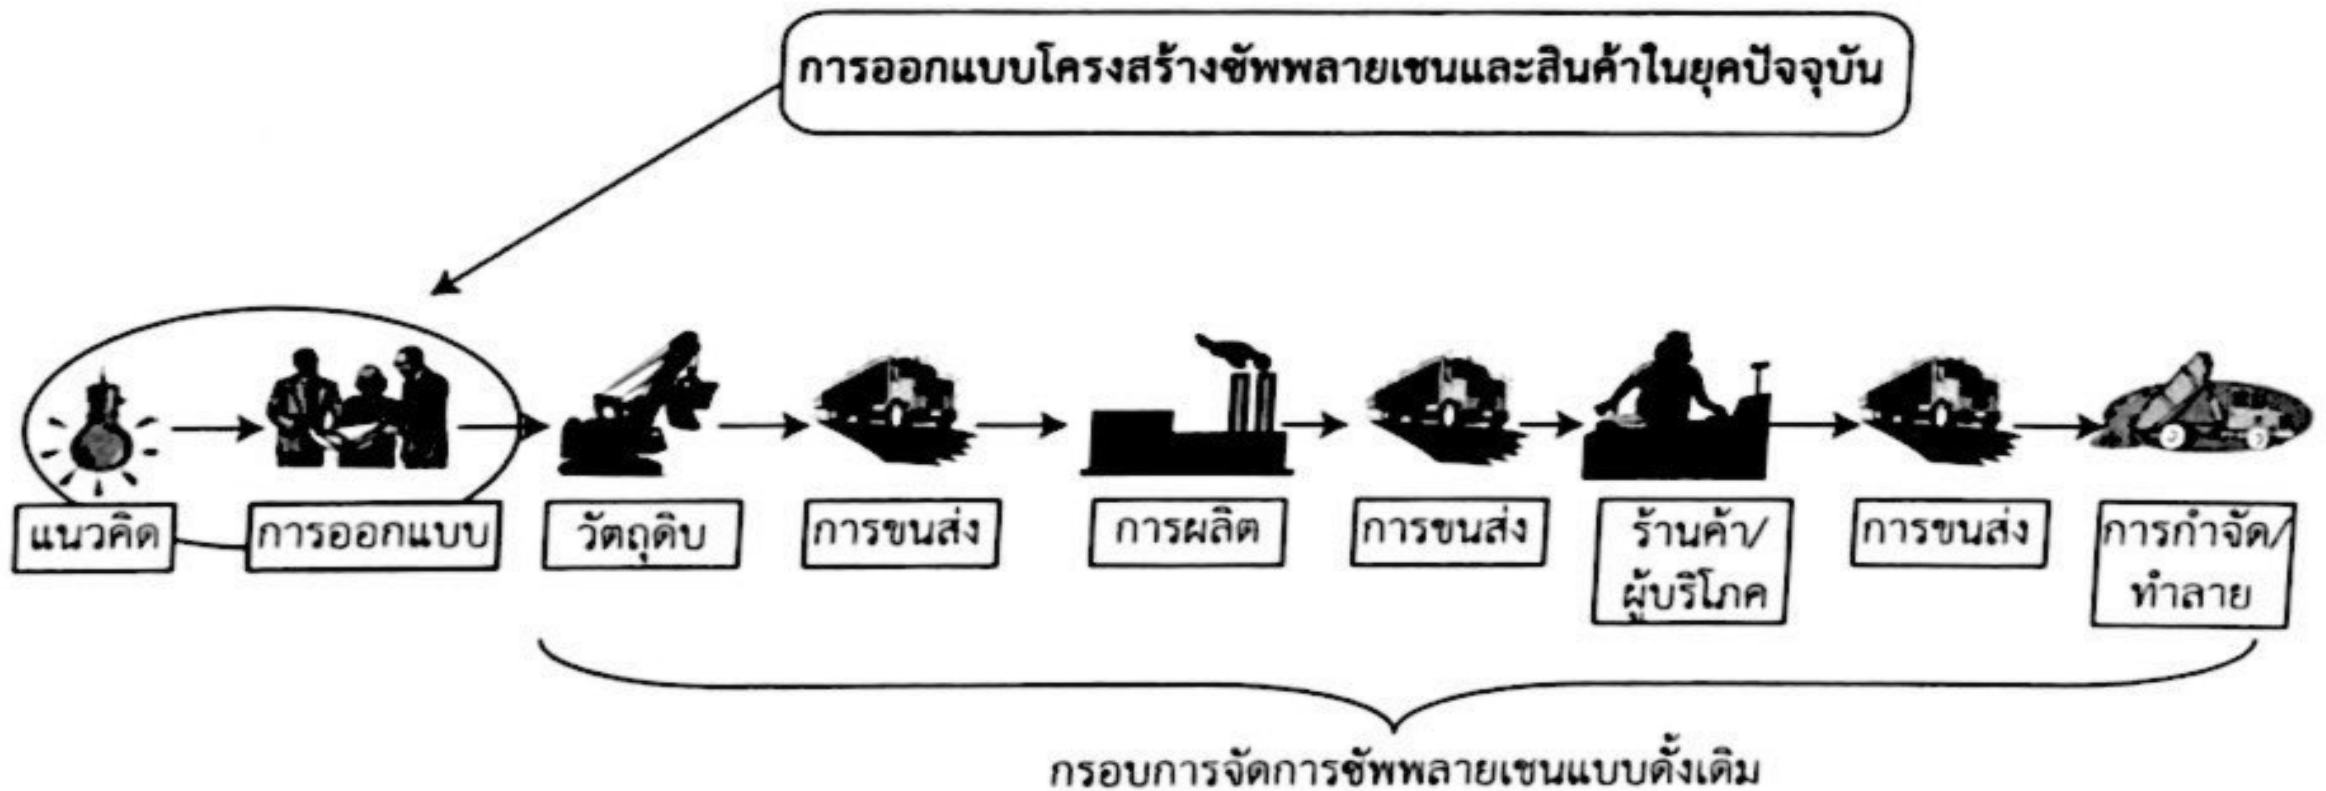 การออกแบบโครงสร้างซัพพลายเชนและสินค้าในยุคปัจจุบัน
แนวคิด
การออกแบบ
วัตถุดิบ
การขนส่ง
การผลิต
การขนส่ง
ร้านค้า/
ผู้บริโภค
การขนส่ง
การกำจัด/
ทำลาย
กรอบการจัดการซัพพลายเชนแบบดั้งเดิม